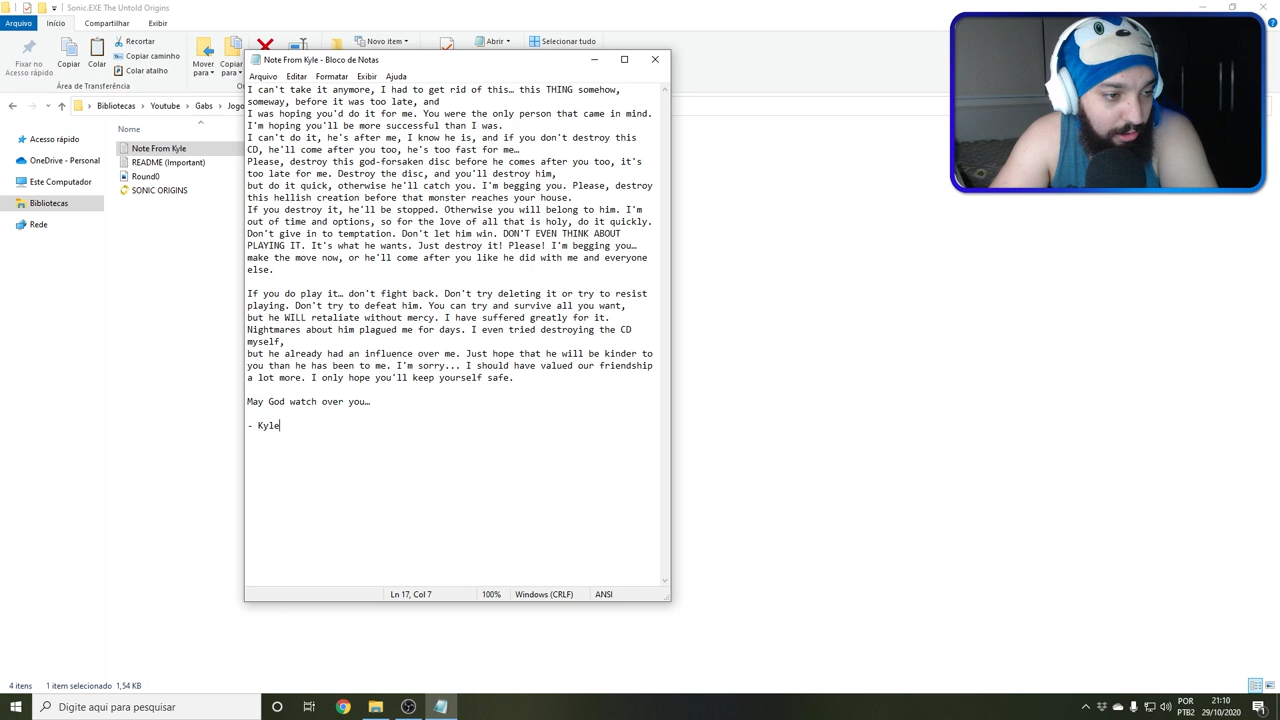 Sonic.EXE The Untold Origins
Arquivo
Início
Compartilhar
Exibir
Fixar no
Acesso rápido
Copiar
Colar
Recortar
Copiar caminho
Colar atalho
Área de Transferência
Mover
para
Copiar
para
Novo item
Abrir
Selecionar tudo
Bibliotecas
Youtube
Gabs
Acesso rápido
OneDrive - Personal
Este Computador
Bibliotecas
Rede
Nome
Note From Kyle
README (Important)
Round0
SONIC ORIGINS
Note From Kyle - Bloco de Notas
Arquivo Editar Formatar Exibir Ajuda
I can't take it anymore, I had to get rid of this… this THING somehow,
someway, before it was too late, and
I was hoping you'd do it for me. You were the only person that came in mind.
I'm hoping you'll be more successful than I was.
I can't do it, he's after me, I know he is, and if you don't destroy this
CD, he'll come After you too, he's too fast for me…
Please, destroy this god-forsaken disc before he comes after you too, it's
too late for me. Destroy the disc, and you'll destroy him,
but do it quick, otherwise he'll catch you. I'm begging you. Please, destroy
this hellish creation before that monster reaches your house.
If you destroy it, he'll be stopped. Otherwise you will belong to him. I'm
out of time and options, so for the love of all that is holy, do it quickly.
Don't give in to temptation. Don't let him win. DON'T EVEN THINK ABOUT
PLAYING IT. It's what he wants. Just destroy it! Please! I'm begging you…
make the move now, or he'll come after you like he did with me and everyone
else.
If you do play it… don't fight back. Don't try deleting it or try to resist
playing. Don't try to defeat him. You can try and survive all you want,
but he WILL retaliate without mercy. I have suffered greatly for it.
Nightmares about him plagued me for days. I even tried destroying the CD
myself,
but he already had an influence over me. Just hope that he will be kinder to
you than he has been to me. I'm sorry... I should have valued our friendship
a lot more. I only hope you'll keep yourself safe.
May God watch over you…
- Kyle
Ln 17, Col 7
100%
Windows (CRLF)
ANSI
4 itens
1 item selecionado 1,54 KB
Digite aqui para pesquisar
POR
PTB2
21:10
29/10/2020